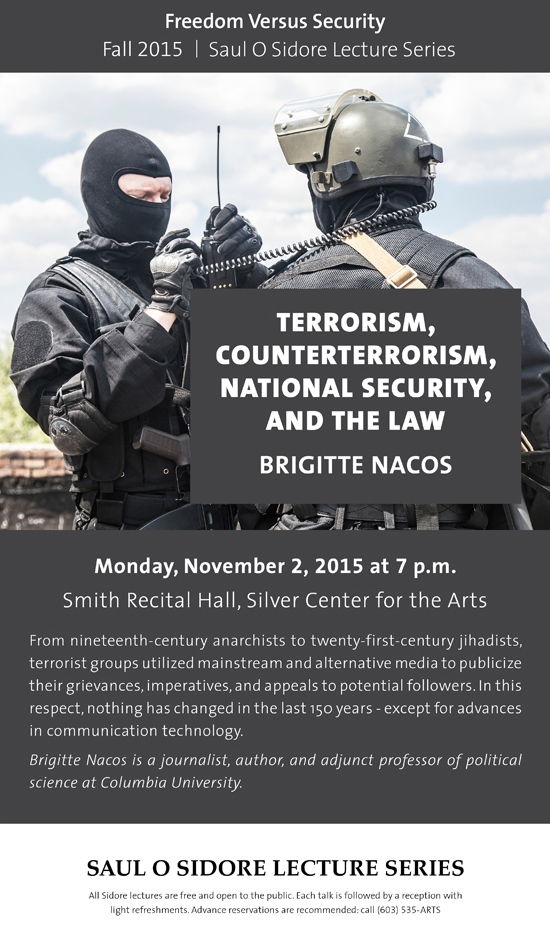 Freedom Versus Security
Fall 2015 | Saul O Sidore Lecture Series
TERRORISM,
COUNTERTERRORISM,
NATIONAL SECURITY,
AND THE LAW
BRIGITTE NACOS
Monday, November 2, 2015 at 7 p.m.
Smith Recital Hall, Silver Center for the Arts
From nineteenth-century anarchists to twenty-first-century jihadists,
terrorist groups utilized mainstream and alternative media to publicize
their grievances, imperatives, and appeals to potential followers. In this
respect, nothing has changed in the last 150 years - except for advances
in communication technology.
Brigitte Nacos is a journalist, author, and adjunct professor of political
science at Columbia University.
SAUL O SIDORE LECTURE SERIES
All Sidore lectures are free and open to the public. Each talk is followed by a reception with
light refreshments. Advance reservations are recommended: call (603) 535-ARTS